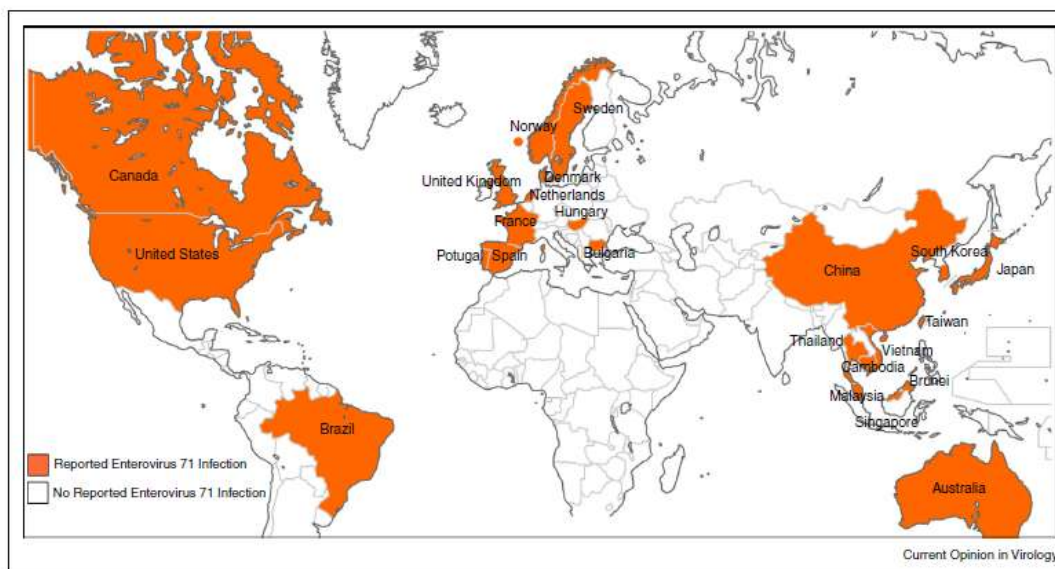 Sweden
Norway
Canada
United Kingdom
Denmark
Netherlands
Hungary
France
United States
Potugal
Spain
Bulgaria
China
South Korea
Japan
Taiwan
Thailand
Vietnam
Cambodia
Brunei
Malaysia
Singapore
Brazil
Reported Enterovirus 71 Infection
No Reported Enterovirus 71 Infection
Australia
Current Opinion in Virology